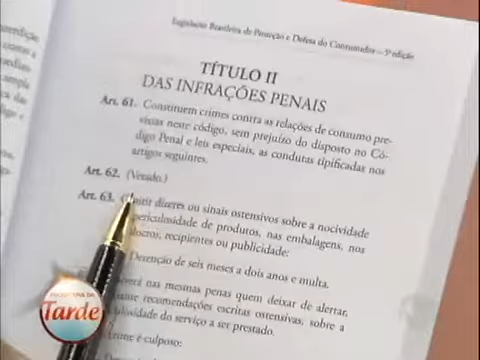 Legislação Brasileira de Proteção e Defesa do Consumidor – 5ª edição
TÍTULO II
DAS INFRAÇÕES PENAIS
Art. 61. Constituem crimes contra as relações de consumo pre-
vistas neste código, sem prejuízo do disposto no Có-
digo Penal e leis especiais, as condutas tipificadas nos
artigos seguintes.
Art. 62. (Vetado.)
Art. 63. Omitir dizeres ou sinais ostensivos sobre a nocividade
periculosidade de produtos, nas embalagens, nos
recipientes ou publicidade:
Detenção de seis meses a dois anos e multa.
nas mesmas penas quem deixar de alertar,
recomendações escritas ostensivas, sobre a
do serviço a ser prestado.
é culposo:
Tarde